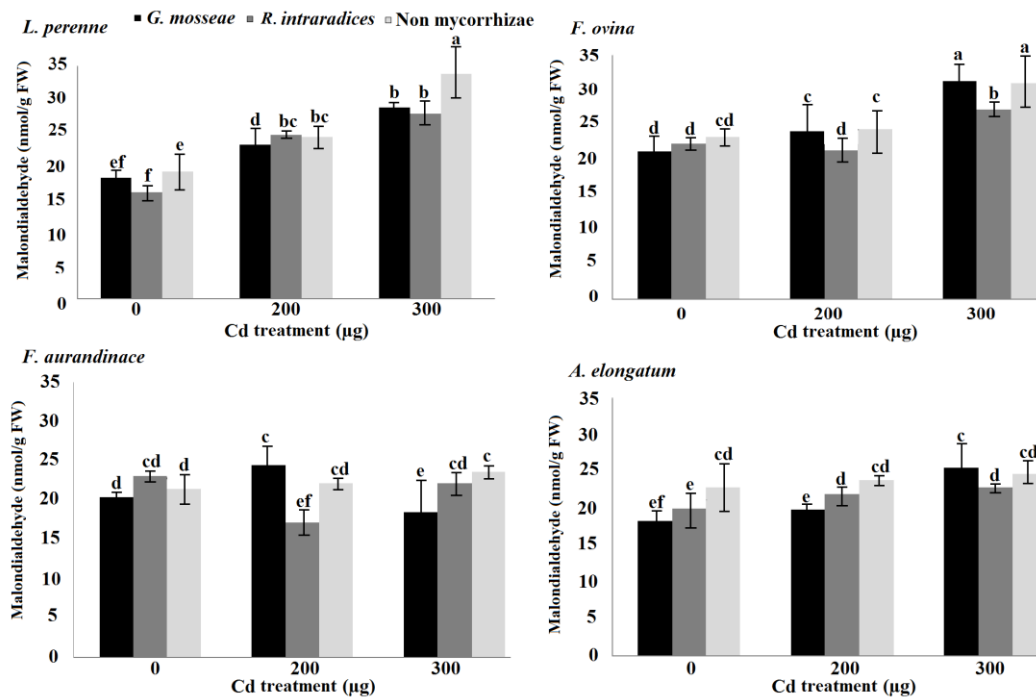 L. perenne
G. mosseae R. intraradices Non mycorrhizae
Malondialdehyde (nmol/g FW)
35
30
25
20
15
10
5
0
ef f e
d bc bc
b b a
0 200 300
Cd treatment (µg)
F. ovina
Malondialdehyde (nmol/g FW)
35
30
25
20
15
10
5
0
d d cd
c d c
a b a
0 200 300
Cd treatment (µg)
F. aurandinace
Malondialdehyde (nmol/g FW)
35
30
25
20
15
10
5
0
d cd d
c ef cd
e cd c
0 200 300
Cd treatment (µg)
A. elongatum
Malondialdehyde (nmol/g FW)
35
30
25
20
15
10
5
0
ef e cd
e d cd
c d cd
0 200 300
Cd treatment (µg)